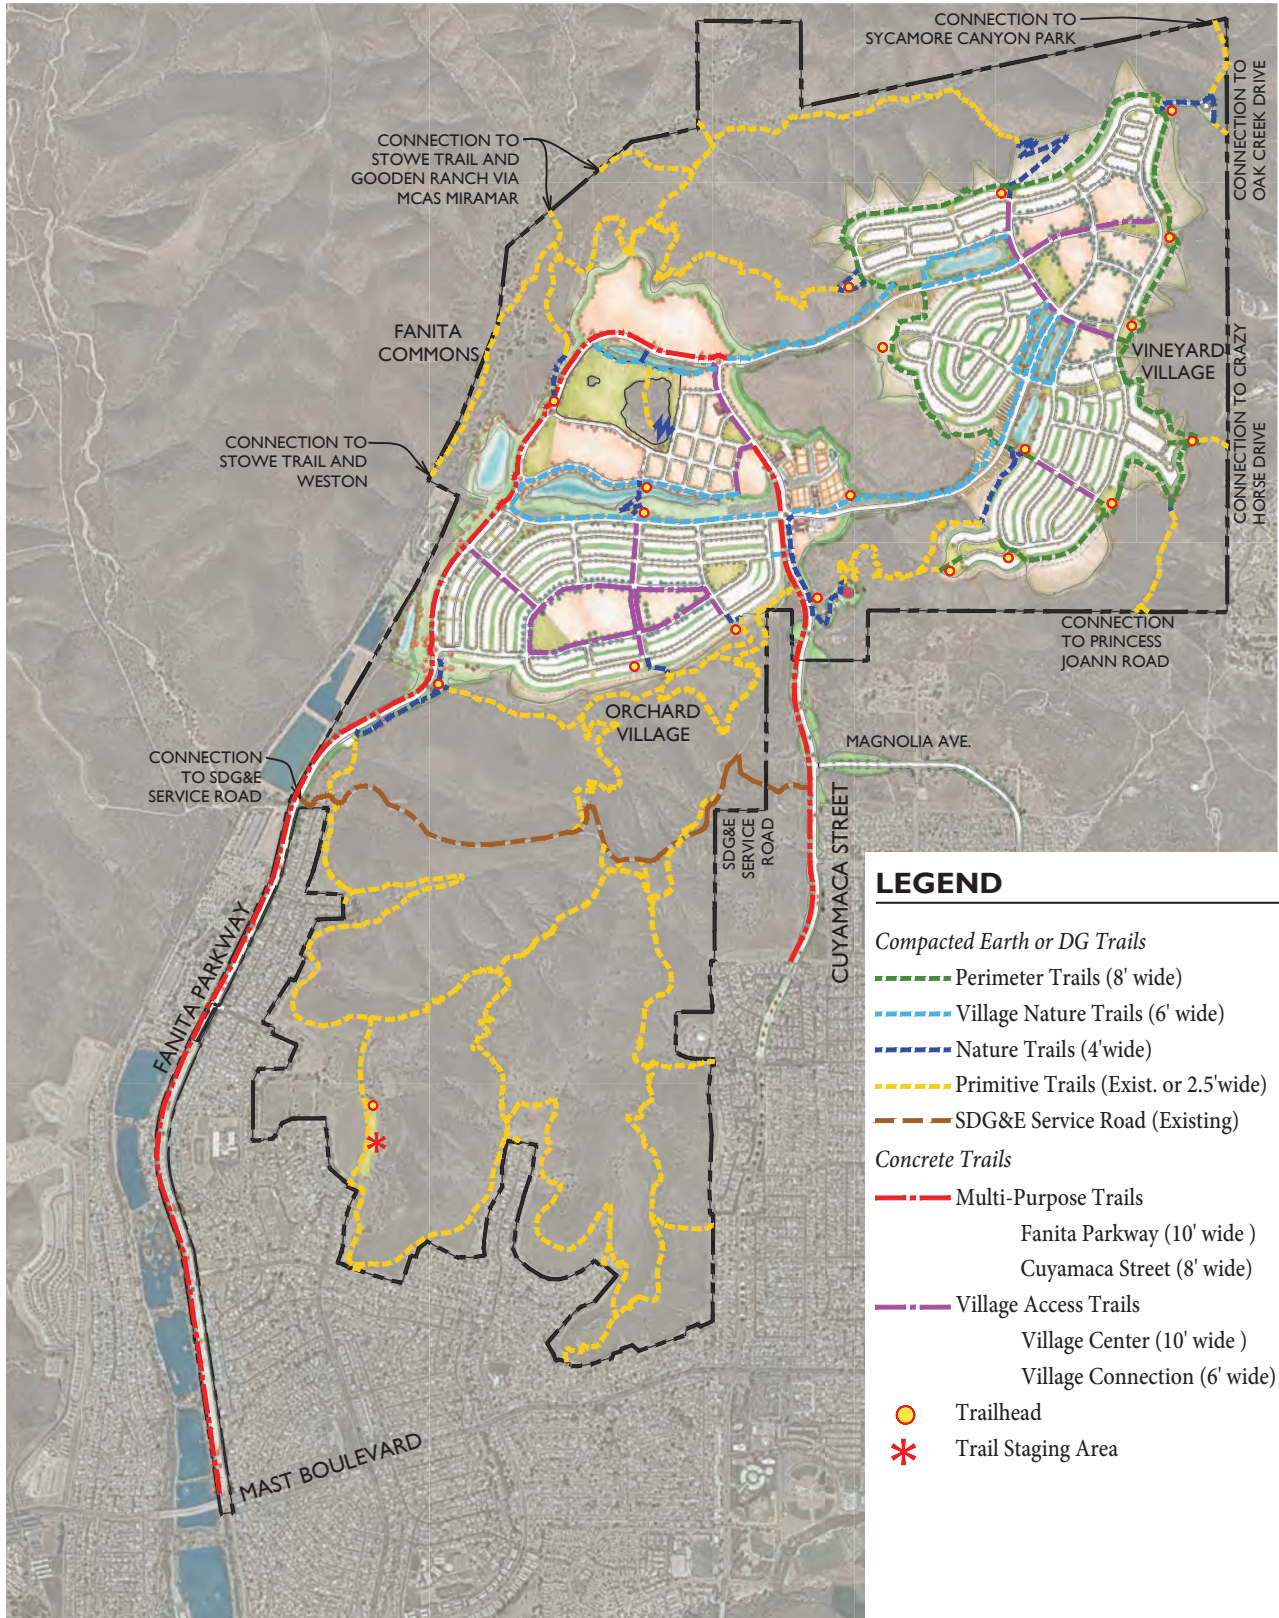 CONNECTION TO
SYCAMORE CANYON PARK
CONNECTION TO
OAK CREEK DRIVE
CONNECTION TO
STOWE TRAIL AND
GOODEN RANCH VIA
MCAS MIRAMAR
FANITA
COMMONS
VINEYARD
VILLAGE
CONNECTION TO CRAZY
HORSE DRIVE
CONNECTION TO
STOWE TRAIL AND
WESTON
CONNECTION
TO PRINCESS
JOANN ROAD
ORCHARD
VILLAGE
MAGNOLIA AVE.
CONNECTION
TO SDG&E
SERVICE ROAD
SDG&E
SERVICE
ROAD
CUYAMACA STREET
FANITA PARKWAY
MAST BOULEVARD
LEGEND
Compacted Earth or DG Trails
Perimeter Trails (8' wide)
Village Nature Trails (6' wide)
Nature Trails (4'wide)
Primitive Trails (Exist. or 2.5'wide)
SDG&E Service Road (Existing)
Concrete Trails
Multi-Purpose Trails
Fanita Parkway (10' wide )
Cuyamaca Street (8' wide)
Village Access Trails
Village Center (10' wide )
Village Connection (6' wide)
Trailhead
Trail Staging Area